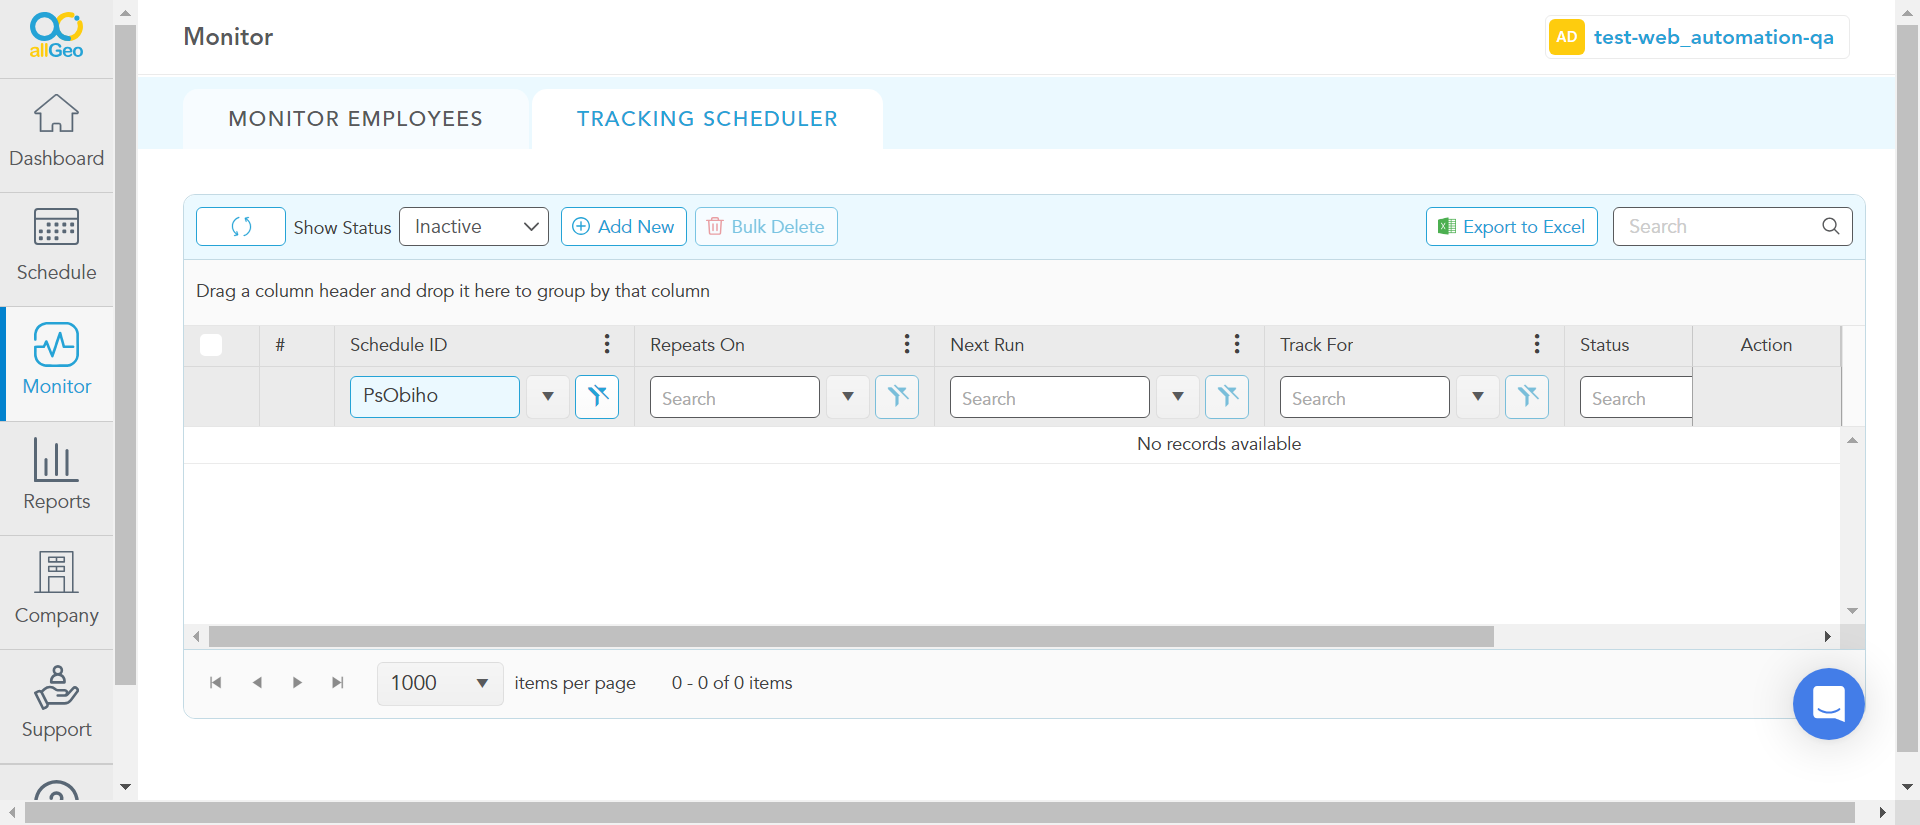 allGeo
Monitor
AD test-web_automation-qa
Dashboard
Schedule
Monitor
Reports
Company
Support
MONITOR EMPLOYEES
TRACKING SCHEDULER
Show Status Inactive Add New Bulk Delete Export to Excel Search
Drag a column header and drop it here to group by that column
# Schedule ID Repeats On Next Run Track For Status Action
PsObiho Search Search Search Search
No records available
1000 items per page 0 - 0 of 0 items